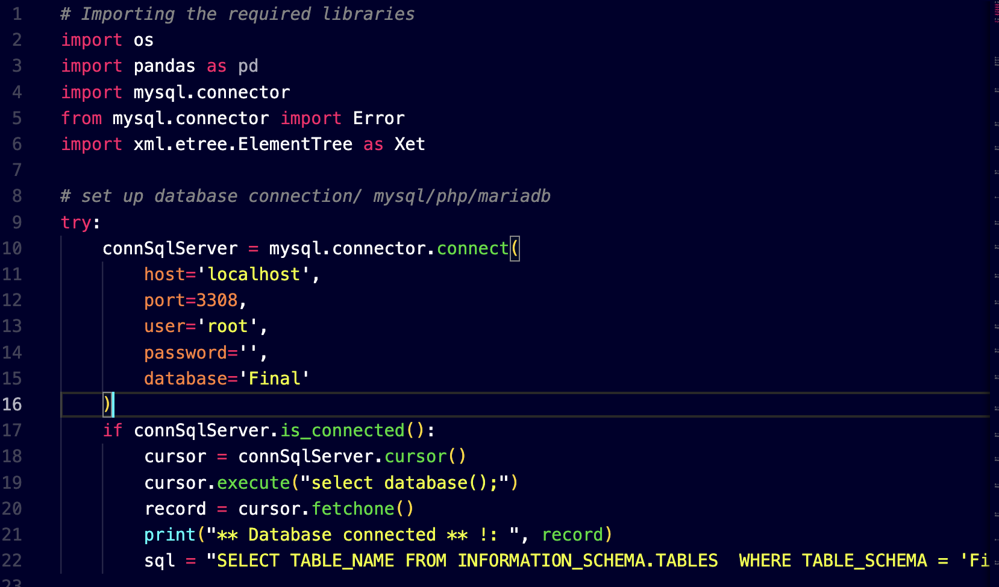 1 # Importing the required libraries
2 import os
3 import pandas as pd
4 import mysql.connector
5 from mysql.connector import Error
6 import xml.etree.ElementTree as Xet
7
8 # set up database connection/ mysql/php/mariadb
9 try:
10     connSqlServer = mysql.connector.connect(
11         host='localhost',
12         port=3308,
13         user='root',
14         password='',
15         database='Final'
16     )
17     if connSqlServer.is_connected():
18         cursor = connSqlServer.cursor()
19         cursor.execute("select database();")
20         record = cursor.fetchone()
21         print("** Database connected ** !: ", record)
22         sql = "SELECT TABLE_NAME FROM INFORMATION_SCHEMA.TABLES  WHERE TABLE_SCHEMA = 'Fi
23